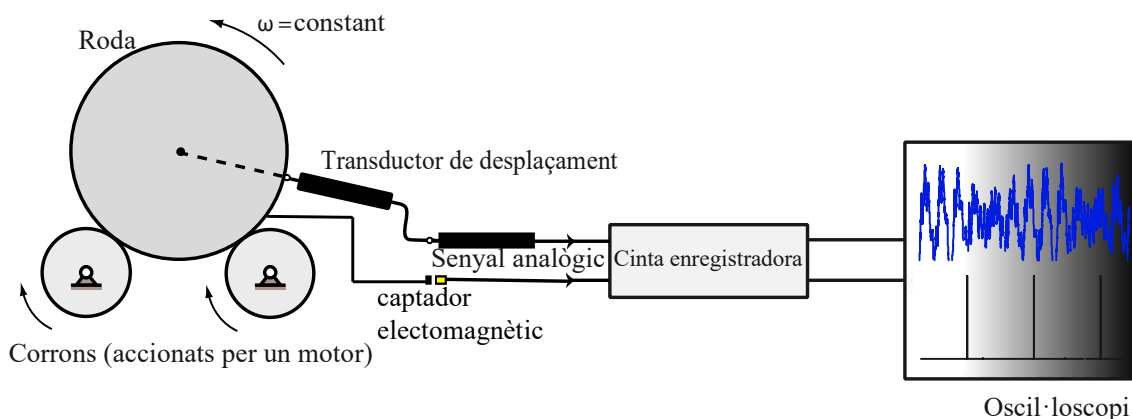 ω=constant
Roda
Transductor de desplaçament
Senyal analògic
Cinta enregistradora
captador
electomagnètic
Corrons (accionats per un motor)
Oscil·loscopi